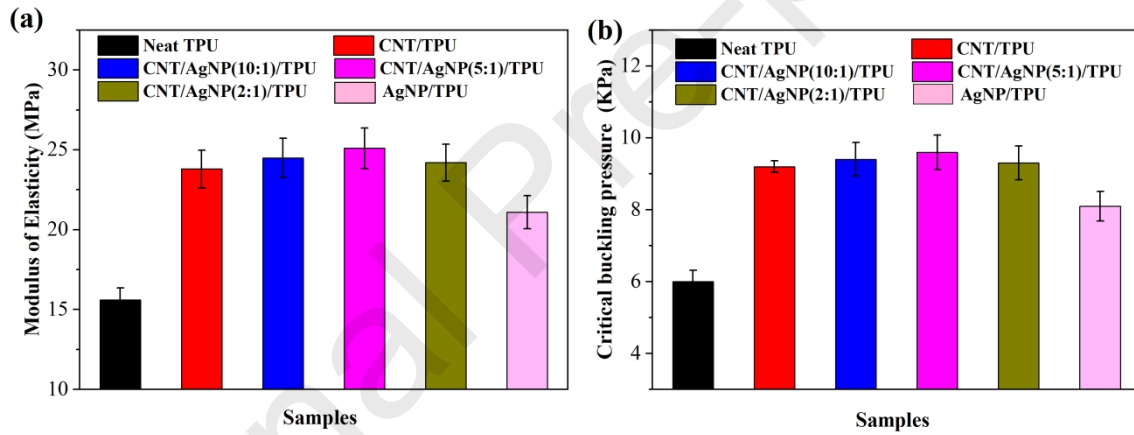 (a)
Neat TPU
CNT/TPU
CNT/AgNP(10:1)/TPU
CNT/AgNP(5:1)/TPU
CNT/AgNP(2:1)/TPU
AgNP/TPU
Modulus of Elasticity (MPa)
30
25
20
15
10
Samples
(b)
Neat TPU
CNT/TPU
CNT/AgNP(10:1)/TPU
CNT/AgNP(5:1)/TPU
CNT/AgNP(2:1)/TPU
AgNP/TPU
Critical buckling pressure (KPa)
12
10
8
6
4
Samples
nal Pre-p